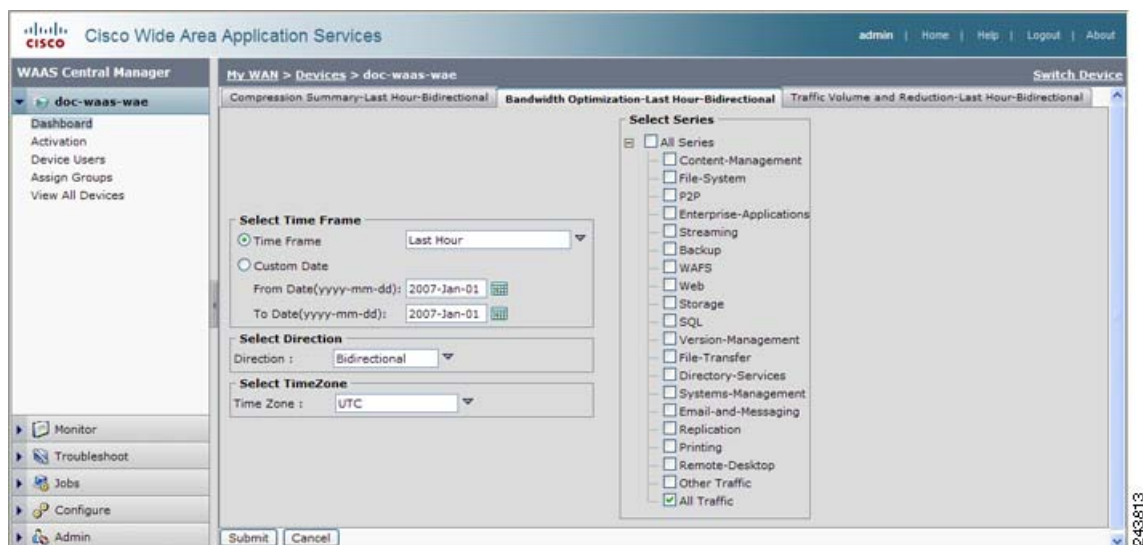 CISCO Cisco Wide Area Application Services
admin | Home | Help | Logout | About
WAAS Central Manager
My WAN > Devices > doc-waas-wae
Switch Device
doc-waas-wae
Dashboard
Activation
Device Users
Assign Groups
View All Devices
Compression Summary-Last Hour-Bidirectional
Bandwidth Optimization-Last Hour-Bidirectional
Traffic Volume and Reduction-Last Hour-Bidirectional
Select Time Frame
Time Frame Last Hour
Custom Date
From Date(yyyy-mm-dd): 2007-Jan-01
To Date(yyyy-mm-dd): 2007-Jan-01
Select Direction
Direction : Bidirectional
Select TimeZone
Time Zone : UTC
Select Series
All Series
Content-Management
File-System
P2P
Enterprise-Applications
Streaming
Backup
WAFS
Web
Storage
SQL
Version-Management
File-Transfer
Directory-Services
Systems-Management
Email-and-Messaging
Replication
Printing
Remote-Desktop
Other Traffic
All Traffic
Monitor
Troubleshoot
Jobs
Configure
Admin
Submit Cancel
243813